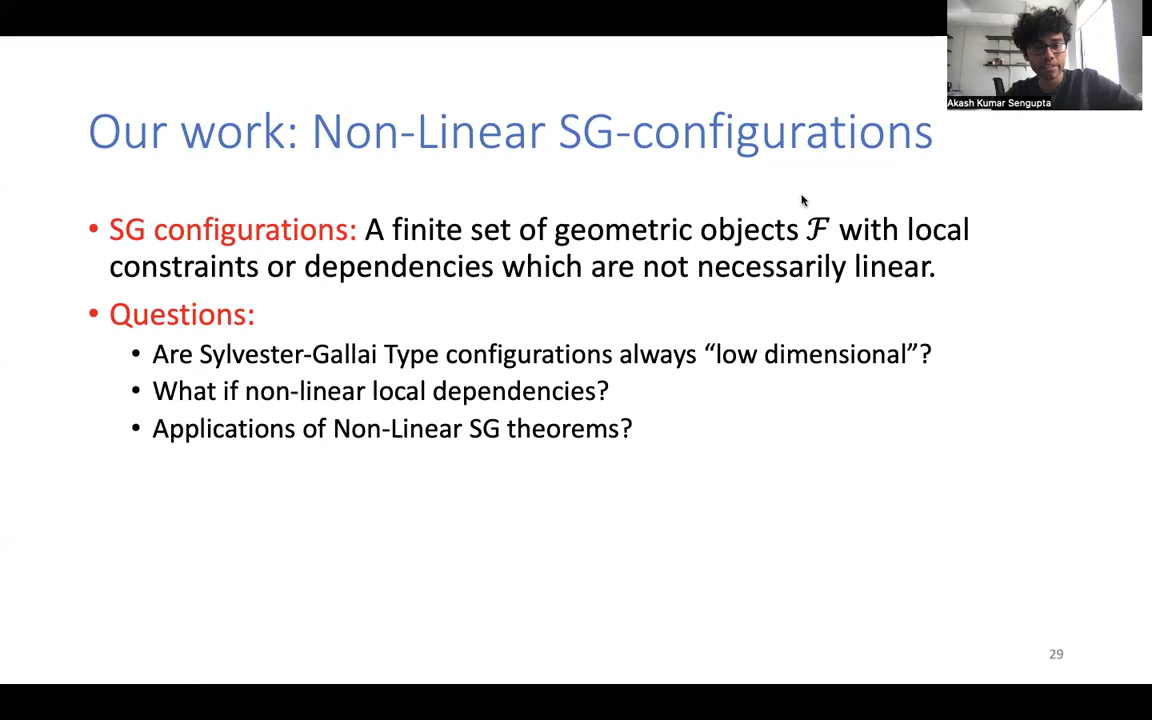 Akash Kumar Sengupta
Our work: Non-Linear SG-configurations
• SG configurations: A finite set of geometric objects ℱ with local
constraints or dependencies which are not necessarily linear.
• Questions:
• Are Sylvester-Gallai Type configurations always “low dimensional”?
• What if non-linear local dependencies?
• Applications of Non-Linear SG theorems?
29